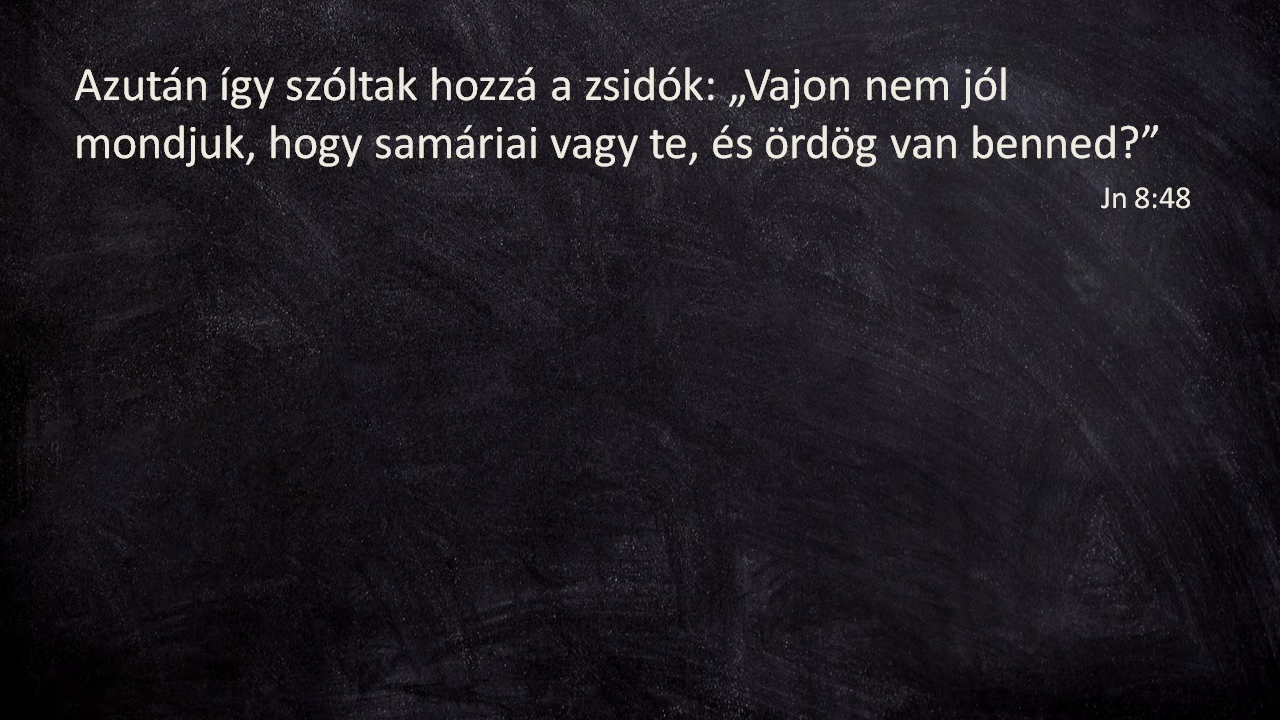 Azután így szóltak hozzá a zsidók: „Vajon nem jól
mondjuk, hogy samáriai vagy te, és ördög van benned?”
Jn 8:48